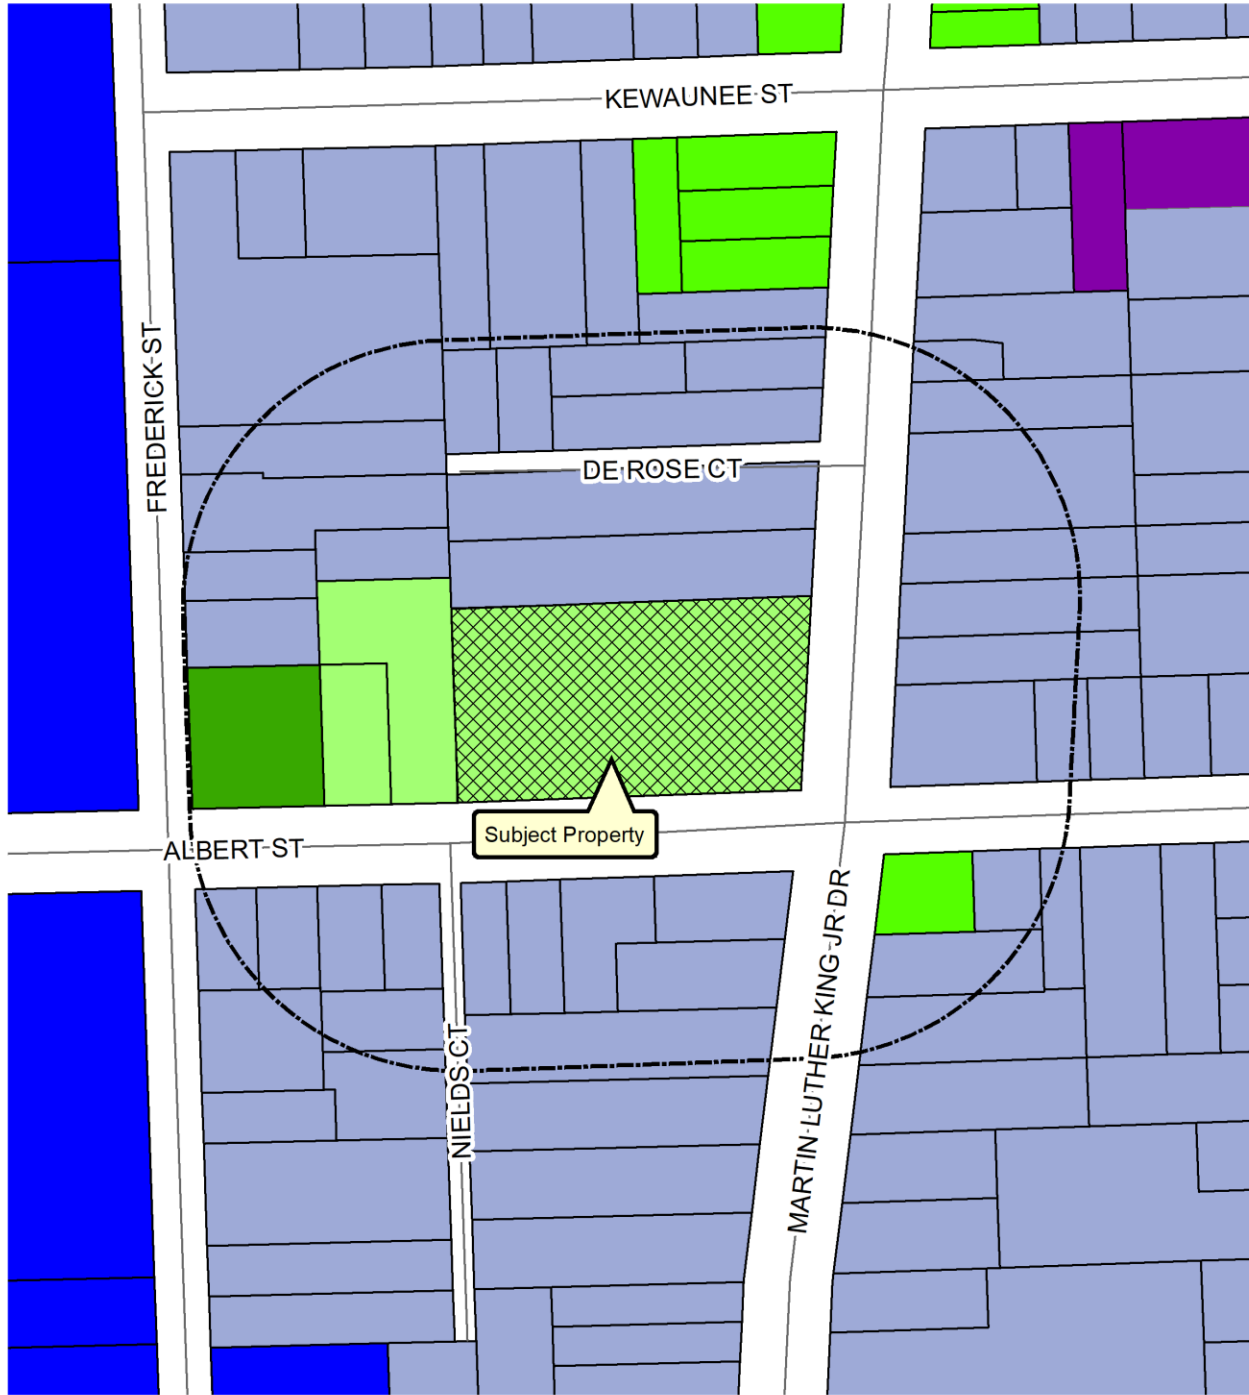 KEWAUNEE ST
FREDERICK ST
DE ROSE CT
Subject Property
ALBERT ST
MARTIN LUTHER KING JR DR
NIELDS CT